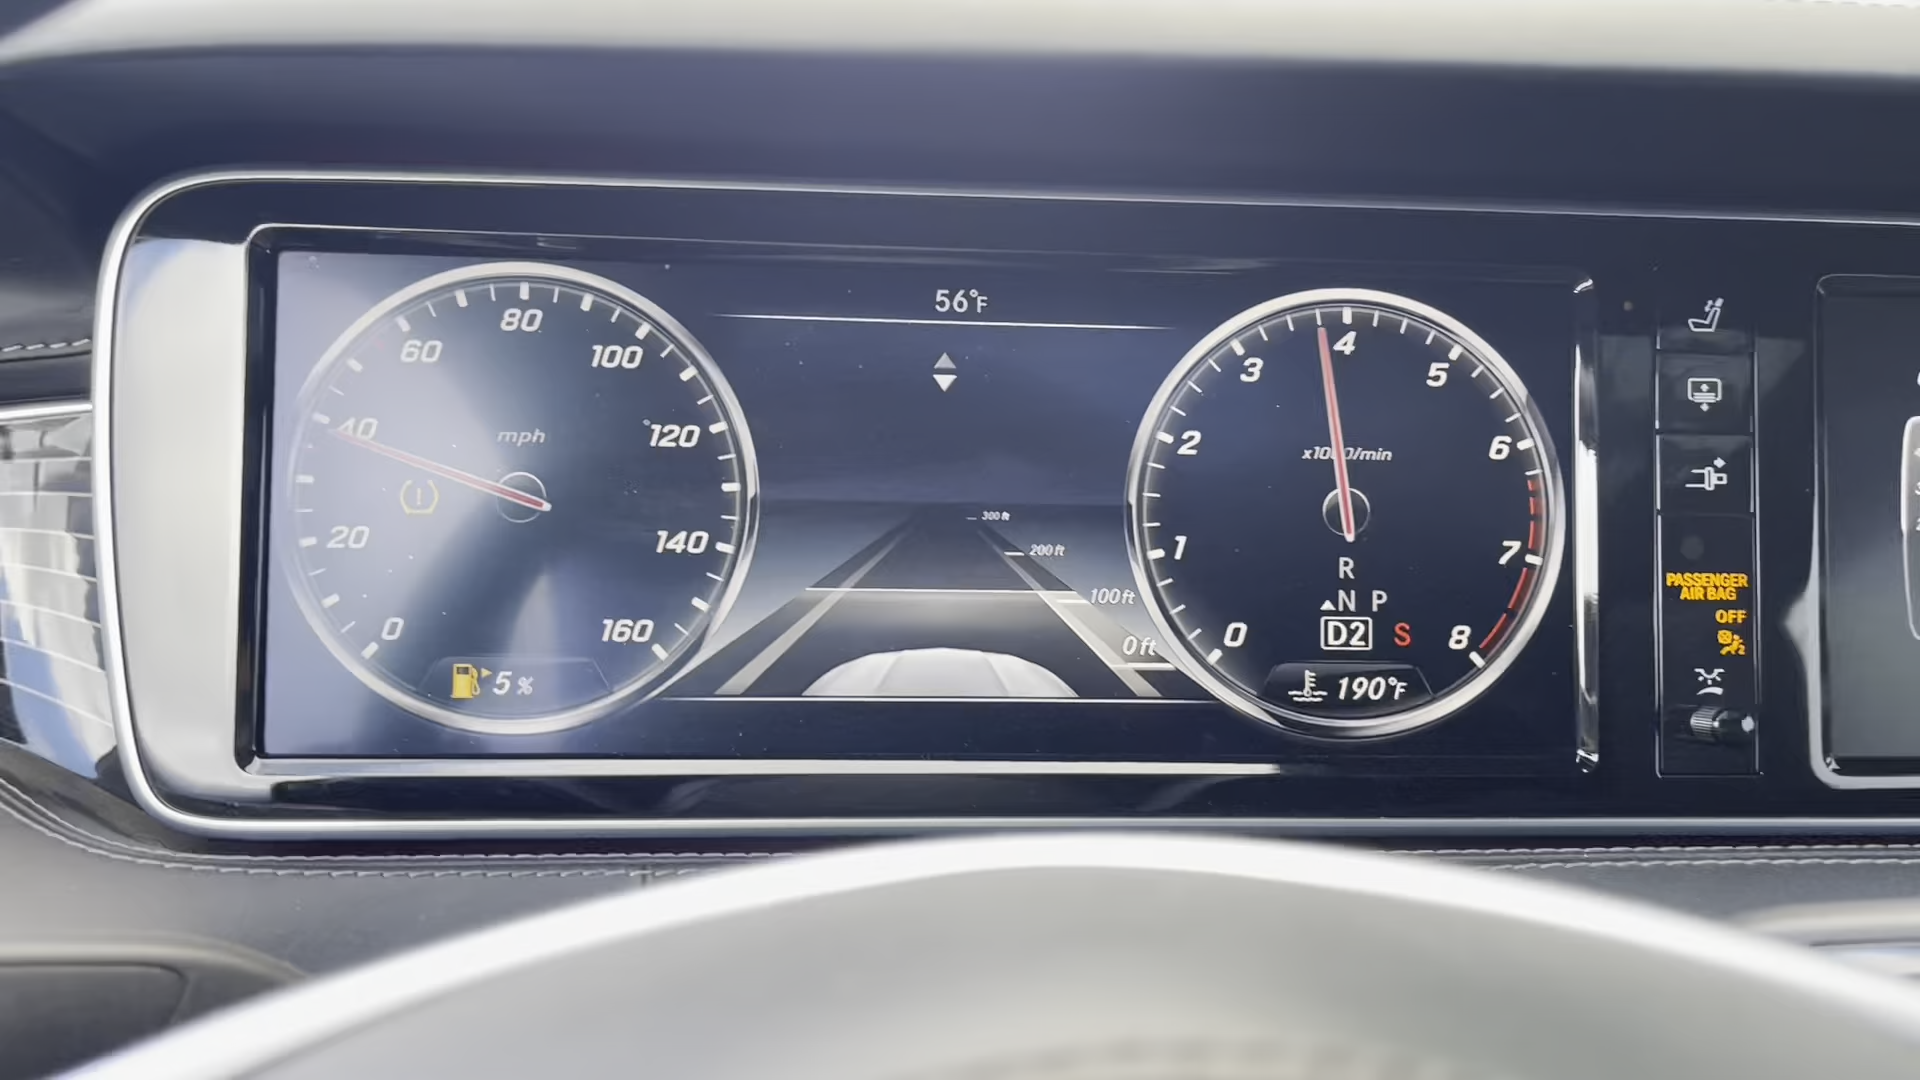 56°F
80
60
100
40
mph
120
20
140
0
160
5 %
300 ft
200 ft
100 ft
0 ft
4
3
5
2
6
x1000/min
1
7
0
8
R
N P
D2 S
190°F
PASSENGER
AIR BAG
OFF